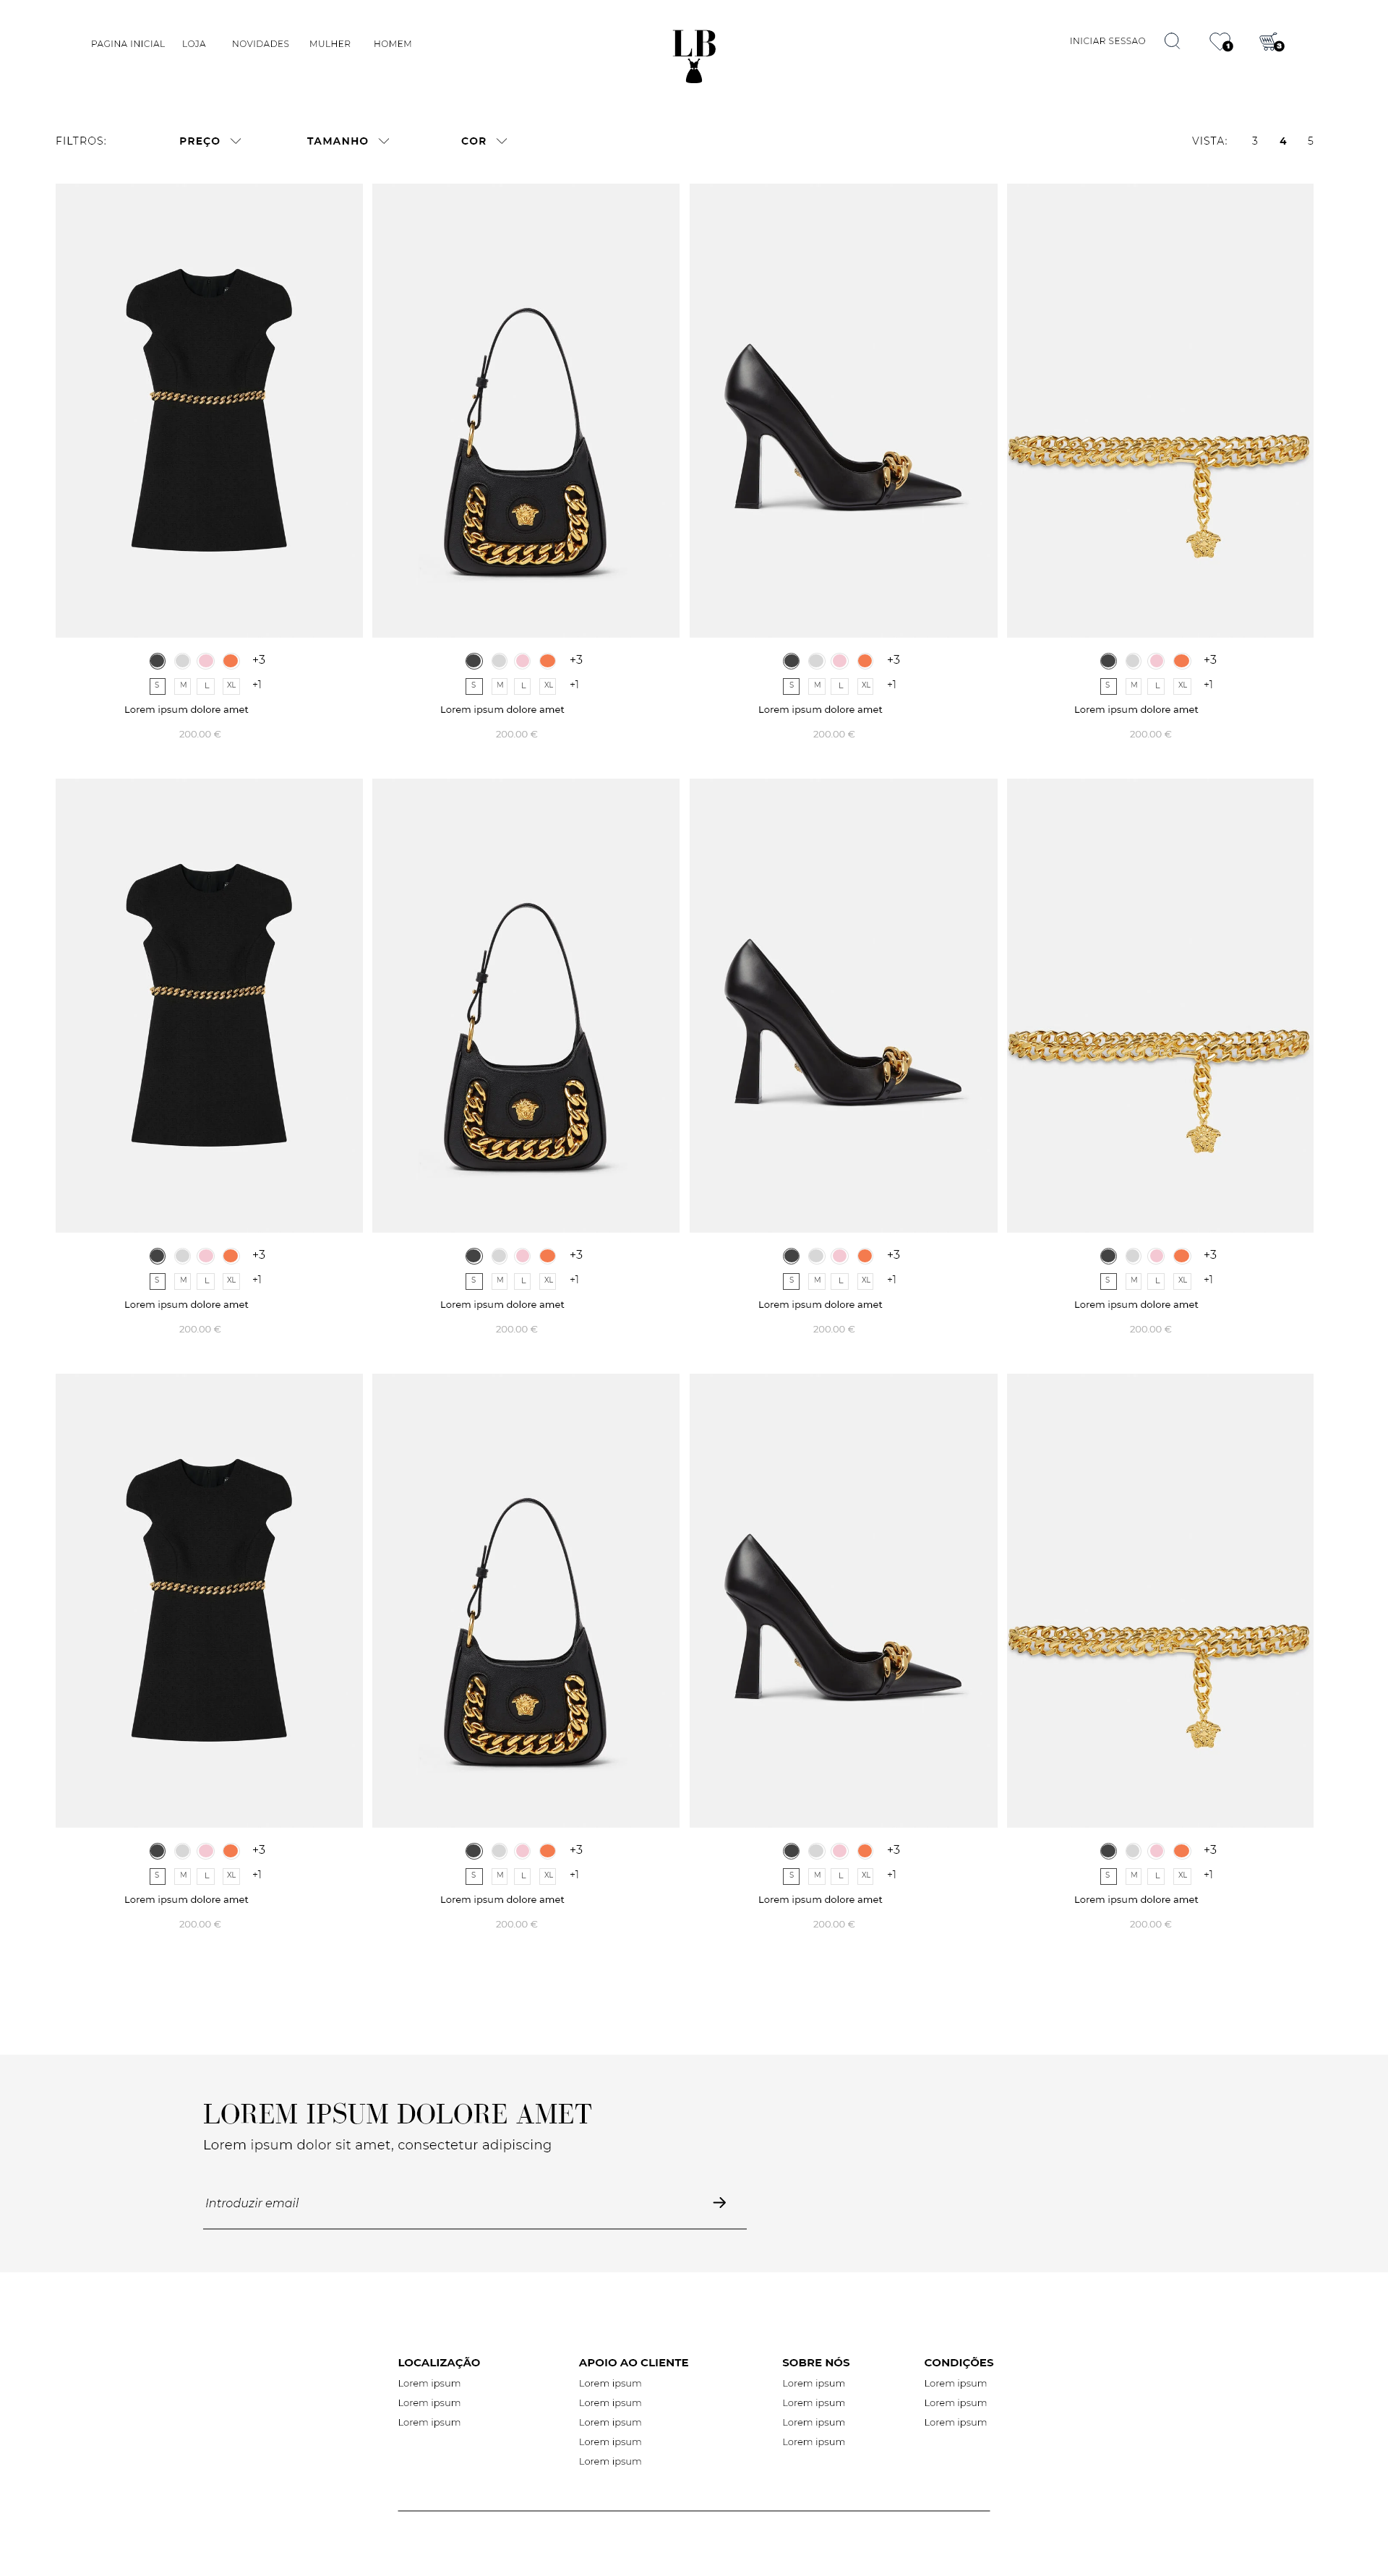 PAGINA INICIAL LOJA NOVIDADES MULHER HOMEM
LB
INICIAR SESSAO 1 3
FILTROS: PREÇO TAMANHO COR VISTA: 3 4 5
+3 +3 +3 +3
S M L XL +1 S M L XL +1 S M L XL +1 S M L XL +1
Lorem ipsum dolore amet Lorem ipsum dolore amet Lorem ipsum dolore amet Lorem ipsum dolore amet
200.00 € 200.00 € 200.00 € 200.00 €
+3 +3 +3 +3
S M L XL +1 S M L XL +1 S M L XL +1 S M L XL +1
Lorem ipsum dolore amet Lorem ipsum dolore amet Lorem ipsum dolore amet Lorem ipsum dolore amet
200.00 € 200.00 € 200.00 € 200.00 €
+3 +3 +3 +3
S M L XL +1 S M L XL +1 S M L XL +1 S M L XL +1
Lorem ipsum dolore amet Lorem ipsum dolore amet Lorem ipsum dolore amet Lorem ipsum dolore amet
200.00 € 200.00 € 200.00 € 200.00 €
LOREM IPSUM DOLORE AMET
Lorem ipsum dolor sit amet, consectetur adipiscing
Introduzir email
LOCALIZAÇÃO
Lorem ipsum
Lorem ipsum
Lorem ipsum
APOIO AO CLIENTE
Lorem ipsum
Lorem ipsum
Lorem ipsum
Lorem ipsum
Lorem ipsum
SOBRE NÓS
Lorem ipsum
Lorem ipsum
Lorem ipsum
Lorem ipsum
CONDIÇÕES
Lorem ipsum
Lorem ipsum
Lorem ipsum